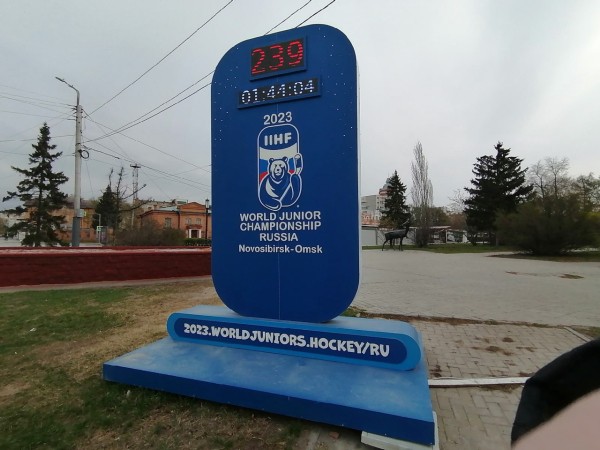 239
01:44:04
2023
IIHF
WORLD JUNIOR
CHAMPIONSHIP
RUSSIA
Novosibirsk-Omsk
2023.WORLDJUNIORS.HOCKEY/RU